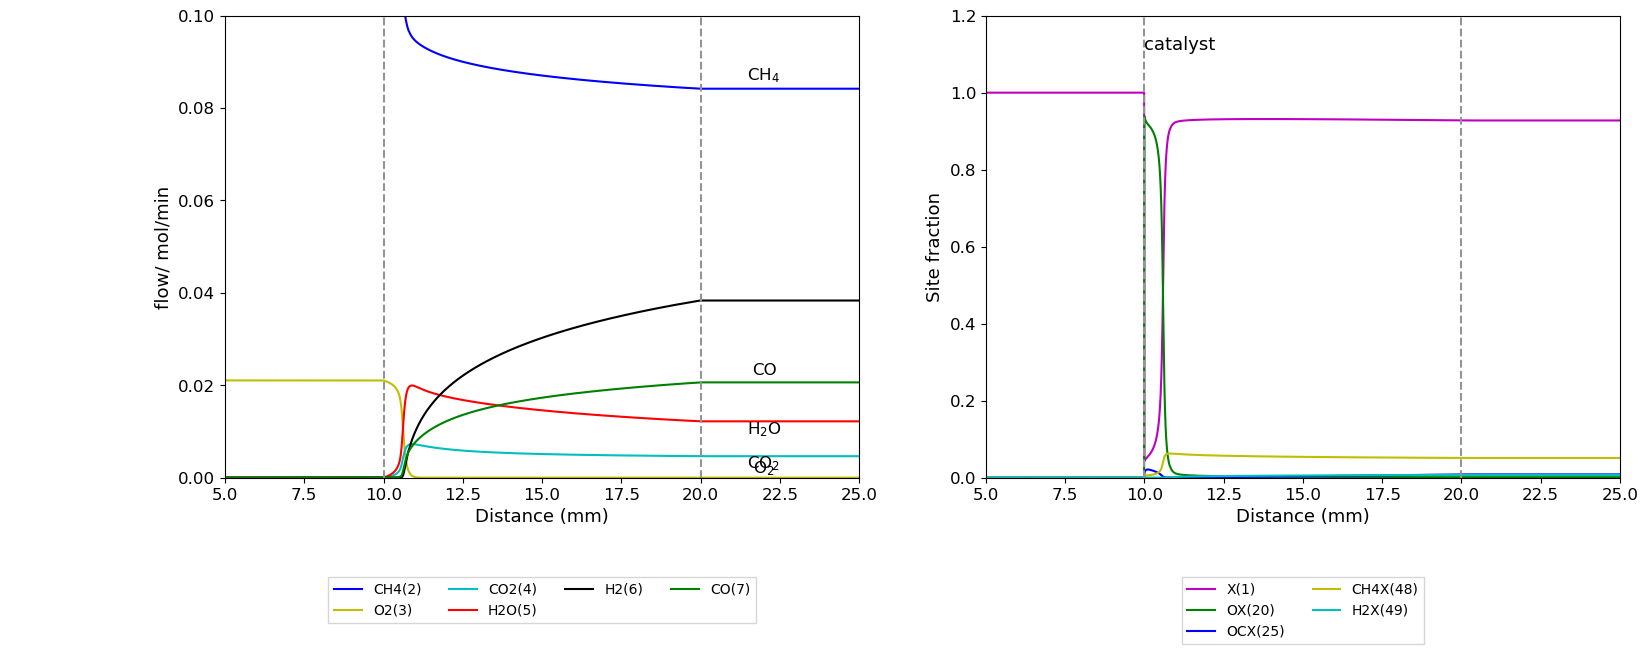 0.10
0.08
0.06
0.04
0.02
0.00
flow/ mol/min
CH₄
CO
H₂O
CO₂
O₂
5.0 7.5 10.0 12.5 15.0 17.5 20.0 22.5 25.0
Distance (mm)
CH4(2) CO2(4) H2(6) CO(7)
O2(3) H2O(5)
1.2
1.0
0.8
0.6
0.4
0.2
0.0
Site fraction
catalyst
5.0 7.5 10.0 12.5 15.0 17.5 20.0 22.5 25.0
Distance (mm)
X(1) CH4X(48)
OX(20) H2X(49)
OCX(25)